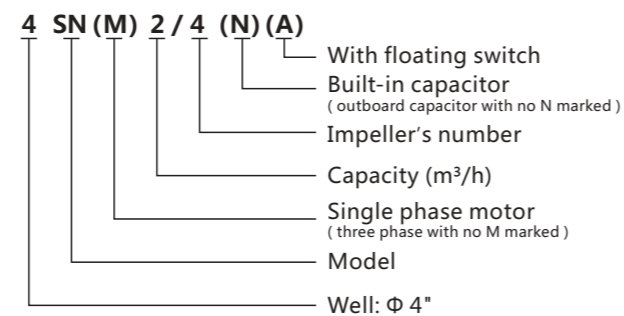 4 SN (M) 2 / 4 (N) (A)
With floating switch
Built-in capacitor
( outboard capacitor with no N marked )
Impeller's number
Capacity (m³/h)
Single phase motor
( three phase with no M marked )
Model
Well: Φ 4"